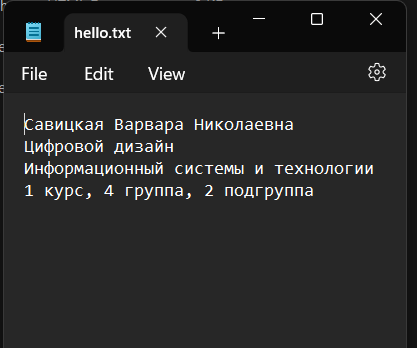 hello.txt
File Edit View
Савицкая Варвара Николаевна
Цифровой дизайн
Информационный системы и технологии
1 курс, 4 группа, 2 подгруппа